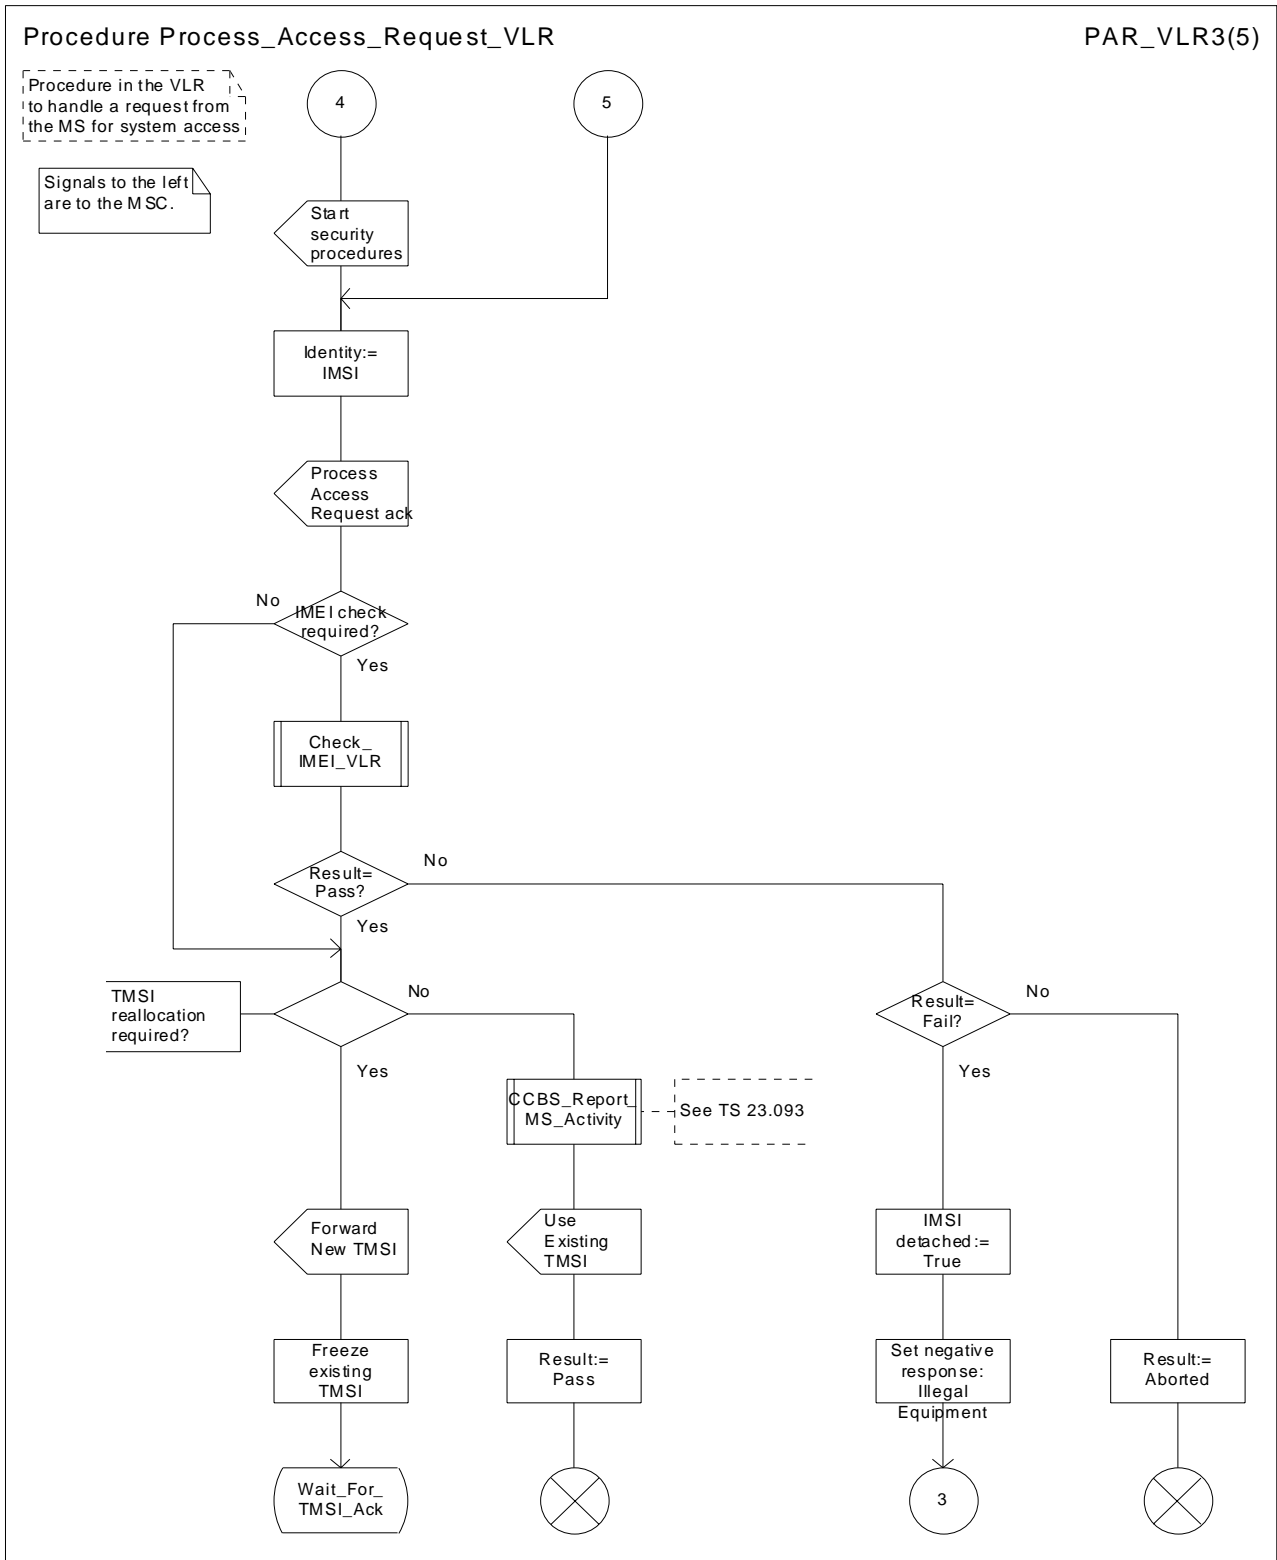 Procedure Process_Access_Request_VLR
PAR_VLR3(5)
Procedure in the VLR
to handle a request from
the MS for system access
4
5
Signals to the left
are to the MSC.
Start
security
procedures
Identity:=
IMSI
Process
Access
Request ack
No
IMEI check
required?
Yes
Check_
IMEI_VLR
Result=
Pass?
No
Yes
TMSI
reallocation
required?
No
Yes
Result=
Fail?
No
Yes
CCBS_Report_
MS_Activity
See TS 23.093
Forward
New TMSI
Use
Existing
TMSI
IMSI
detached:=
True
Freeze
existing
TMSI
Result:=
Pass
Set negative
response:
Illegal
Equipment
Result:=
Aborted
Wait_For_
TMSI_Ack
3